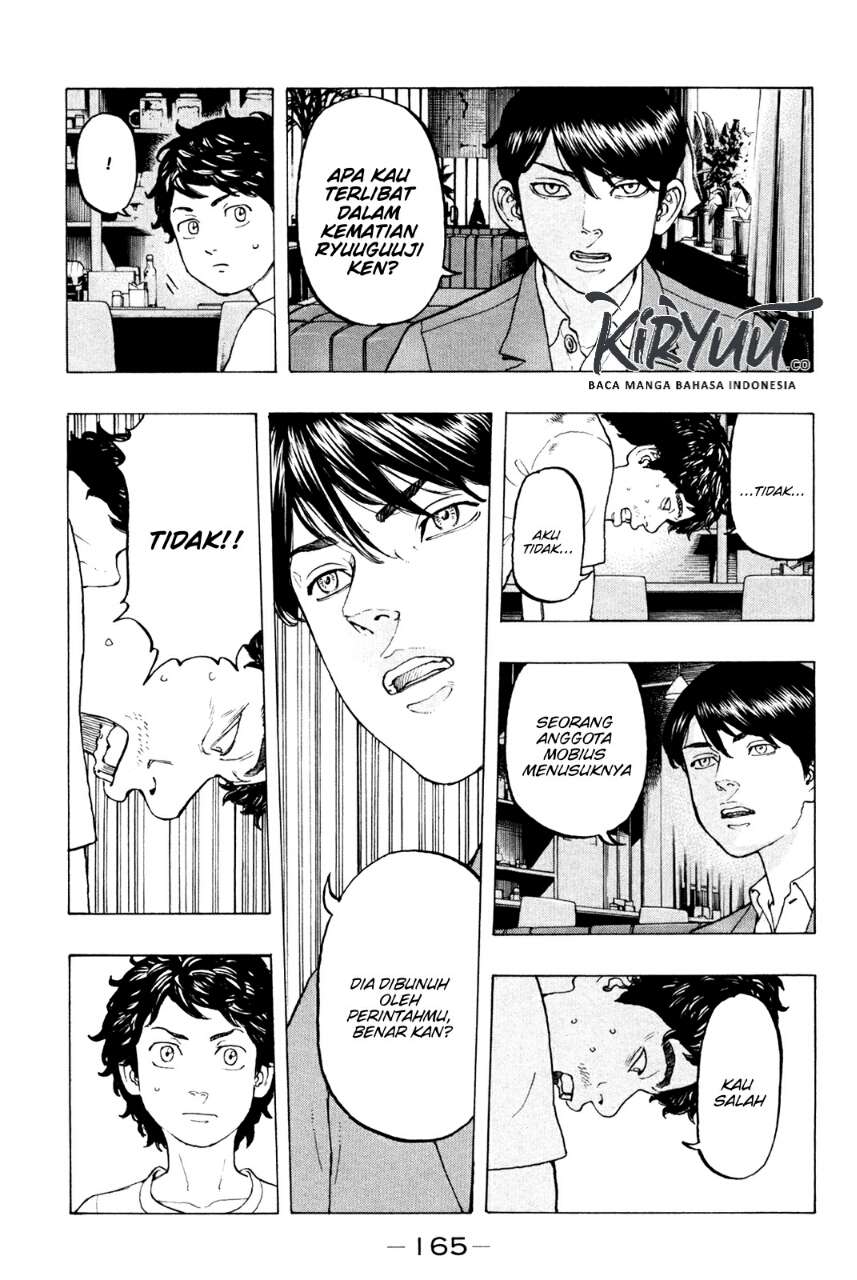 APA KAU
TERLIBAT
DALAM
KEMATIAN
RYUUGUUJI
KEN?
!
KIRYUU.CO
BACA MANGA BAHASA INDONESIA
...TIDAK...
AKU
TIDAK...
SEORANG
ANGGOTA
MOBIUS
MENUSUKNYA
KAU
SALAH
DIA DIBUNUH
OLEH
PERINTAHMU,
BENAR KAN?
TIDAK!!
—165—